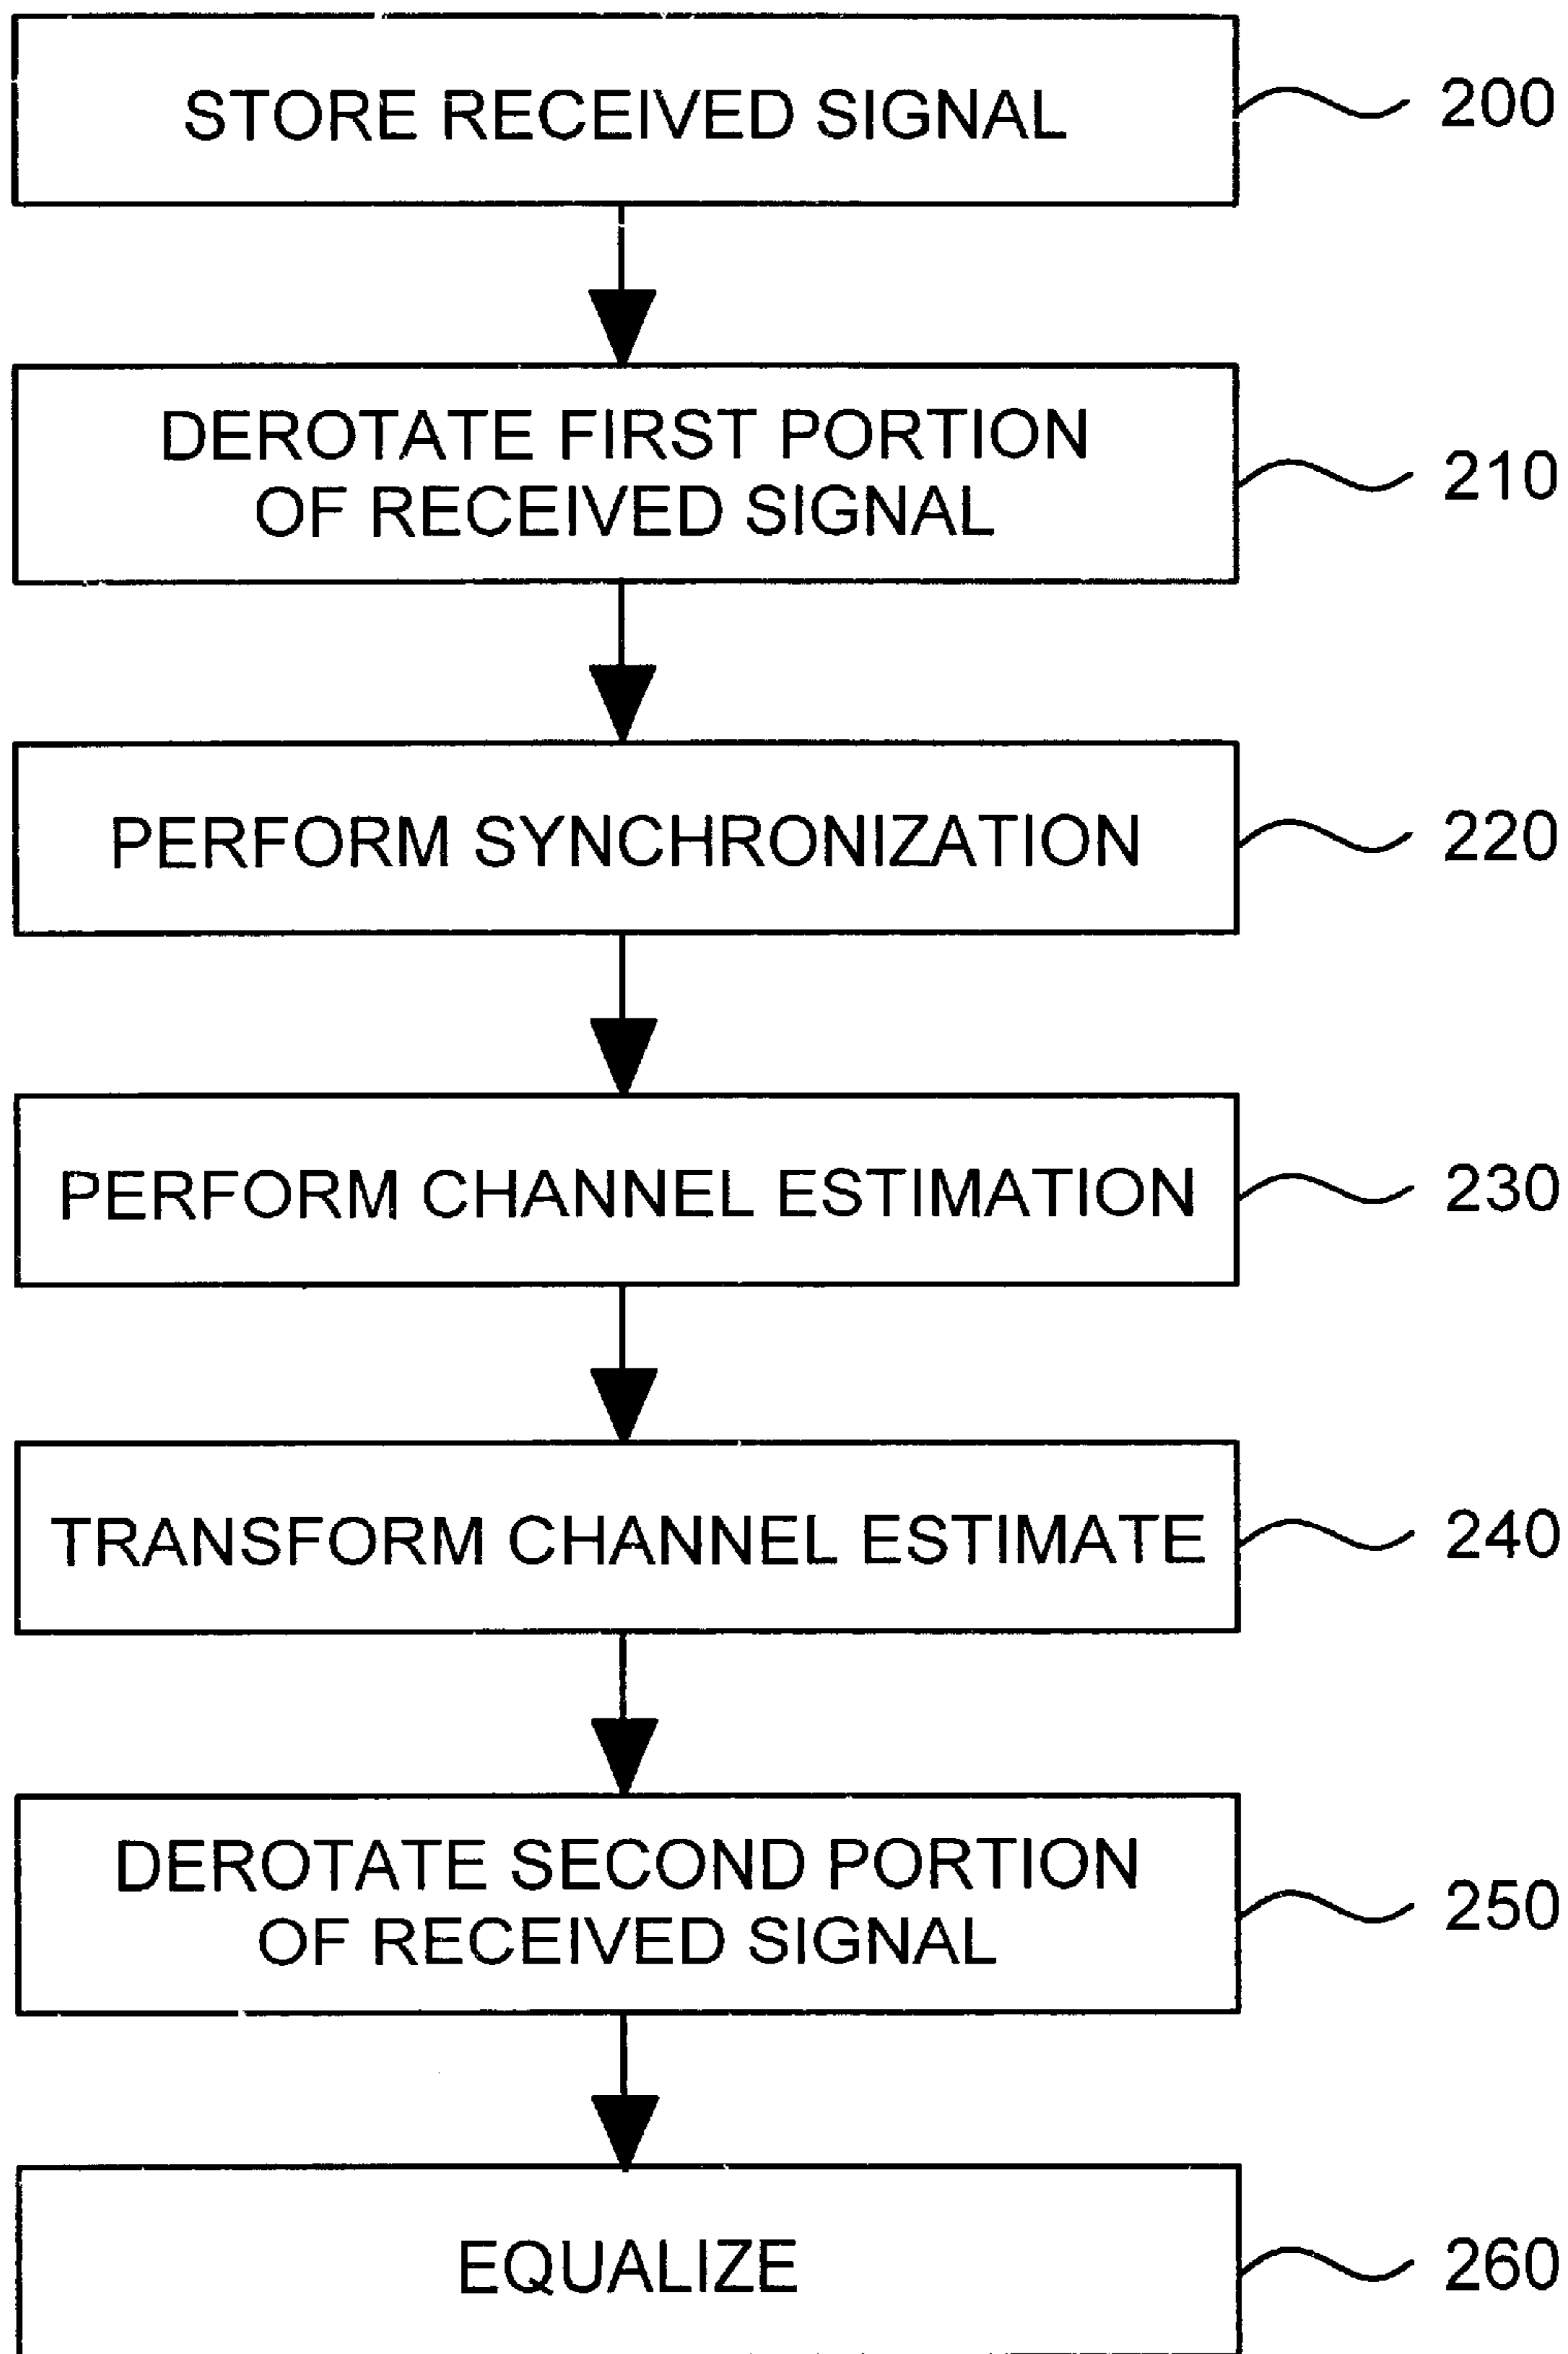 STORE RECEIVED SIGNAL
200
DEROTATE FIRST PORTION
OF RECEIVED SIGNAL
210
PERFORM SYNCHRONIZATION
220
PERFORM CHANNEL ESTIMATION
230
TRANSFORM CHANNEL ESTIMATE
240
DEROTATE SECOND PORTION
OF RECEIVED SIGNAL
250
EQUALIZE
260